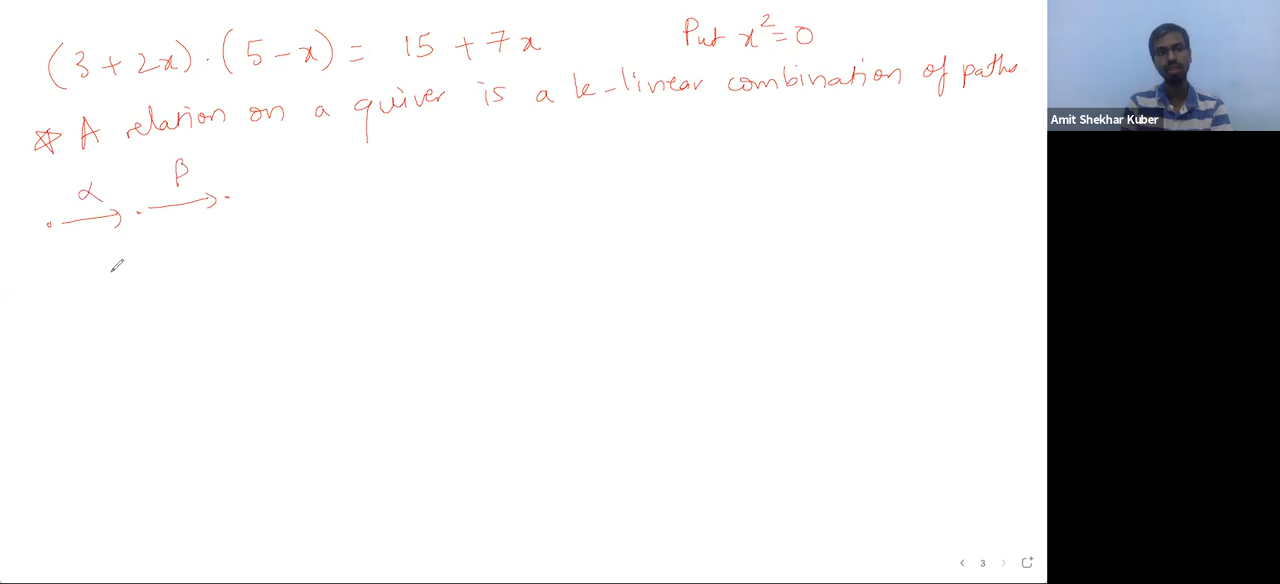 (3 + 2x) · (5 - x) = 15 + 7x Put x² = 0
☆ A relation on a quiver is a k-linear combination of paths.
α β
Amit Shekhar Kuber
< 3 >